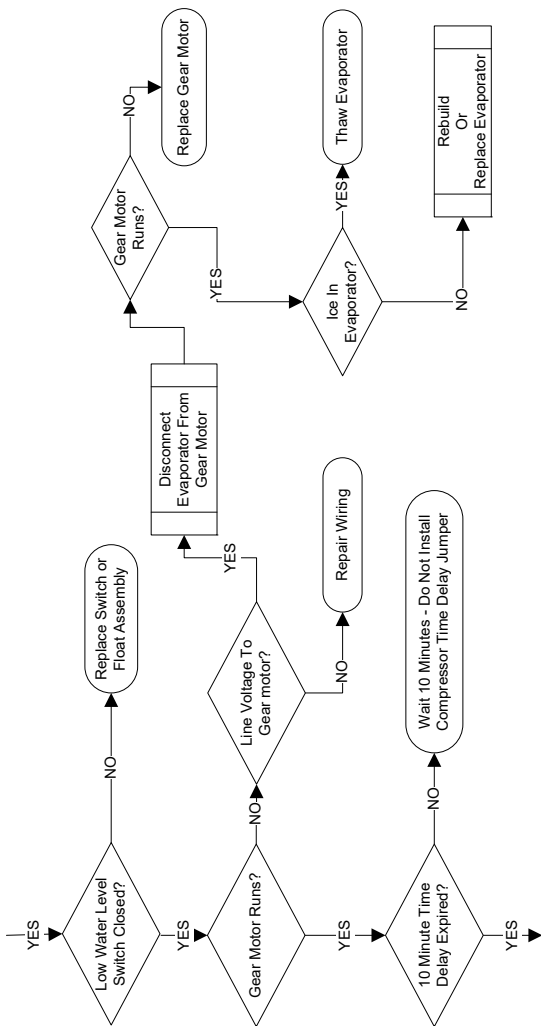 YES
Low Water Level
Switch Closed?
NO
Replace Switch or
Float Assembly
YES
Gear Motor Runs?
NO
Line Voltage To
Gear motor?
YES
Disconnect
Evaporator From
Gear Motor
Gear Motor
Runs?
NO
Replace Gear Motor
YES
Ice In
Evaporator?
YES
Thaw Evaporator
NO
Rebuild
Or
Replace Evaporator
NO
Repair Wiring
YES
10 Minute Time
Delay Expired?
NO
Wait 10 Minutes - Do Not Install
Compressor Time Delay Jumper
YES